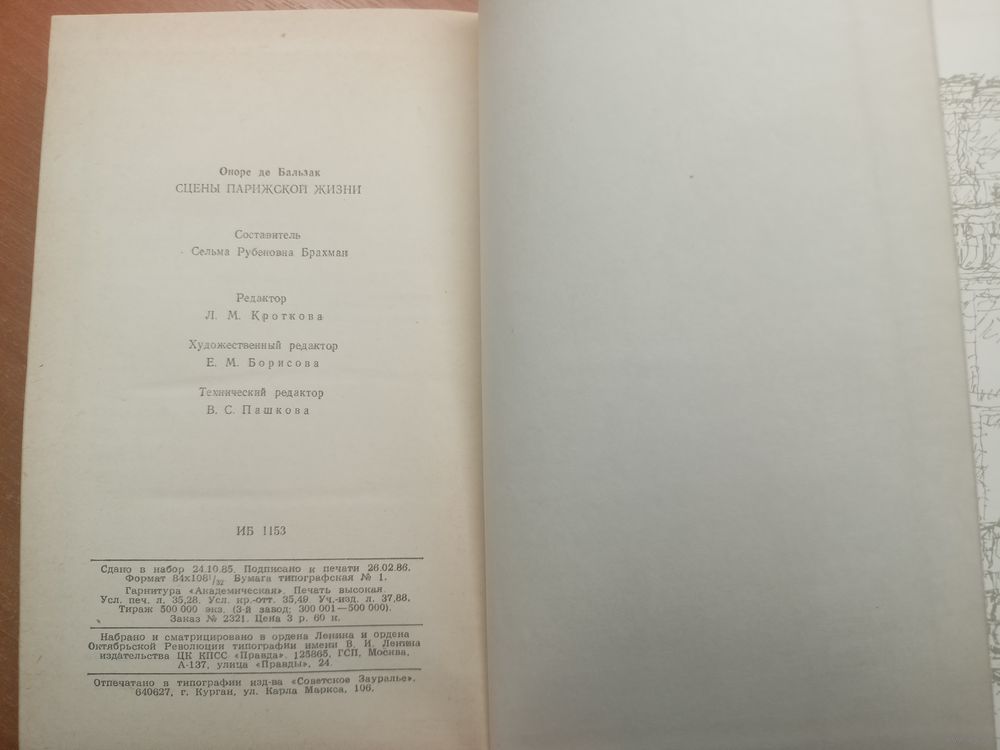 Оноре де Бальзак
СЦЕНЫ ПАРИЖСКОЙ ЖИЗНИ
Составитель
Сельма Рубеновна Брахман
Редактор
Л. М. Кроткова
Художественный редактор
Е. М. Борисова
Технический редактор
В. С. Пашкова
ИБ 1153
Сдано в набор 24.10.85. Подписано к печати 26.02.86.
Формат 84х108¹/₃₂. Бумага типографская № 1.
Гарнитура «Академическая». Печать высокая.
Усл. печ. л. 35,28. Усл. кр.-отт. 35,49. Уч.-изд. л. 37,88.
Тираж 500 000 экз. (3-й завод: 300 001—500 000).
Заказ № 2321. Цена 3 р. 60 к.
Набрано и сматрицировано в ордена Ленина и ордена
Октябрьской Революции типографии имени В. И. Ленина
издательства ЦК КПСС «Правда». 125865, ГСП, Москва,
А-137, улица «Правды», 24.
Отпечатано в типографии изд-ва «Советское Зауралье»,
640627, г. Курган, ул. Карла Маркса, 106.